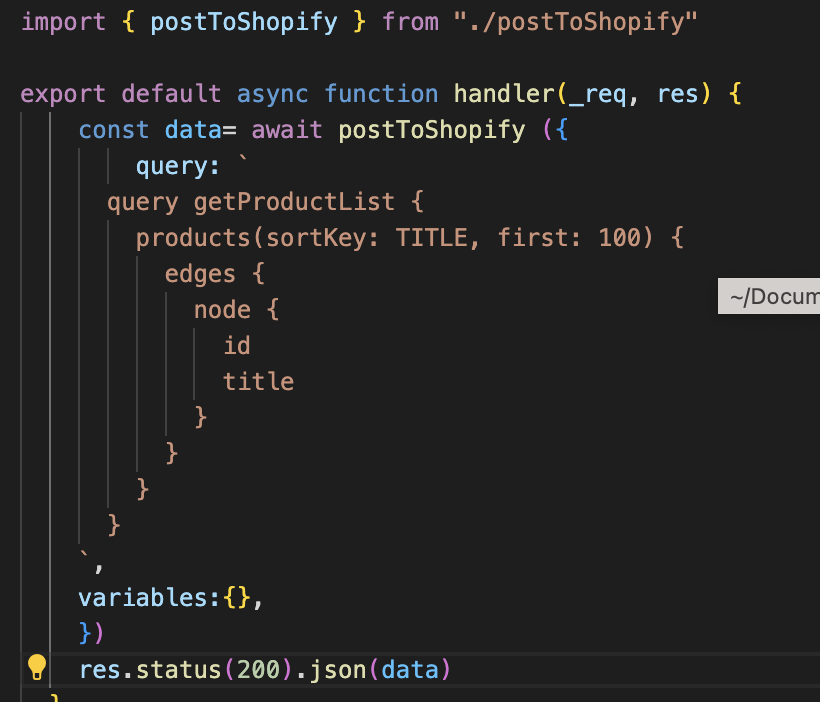 import { postToShopify } from "./postToShopify"

export default async function handler(_req, res) {
    const data= await postToShopify ({
        query: `
      query getProductList {
        products(sortKey: TITLE, first: 100) {
          edges {
            node {
              id
              title
            }
          }
        }
      }
    `,
    variables:{},
    })
    res.status(200).json(data)
  }
~/Docum